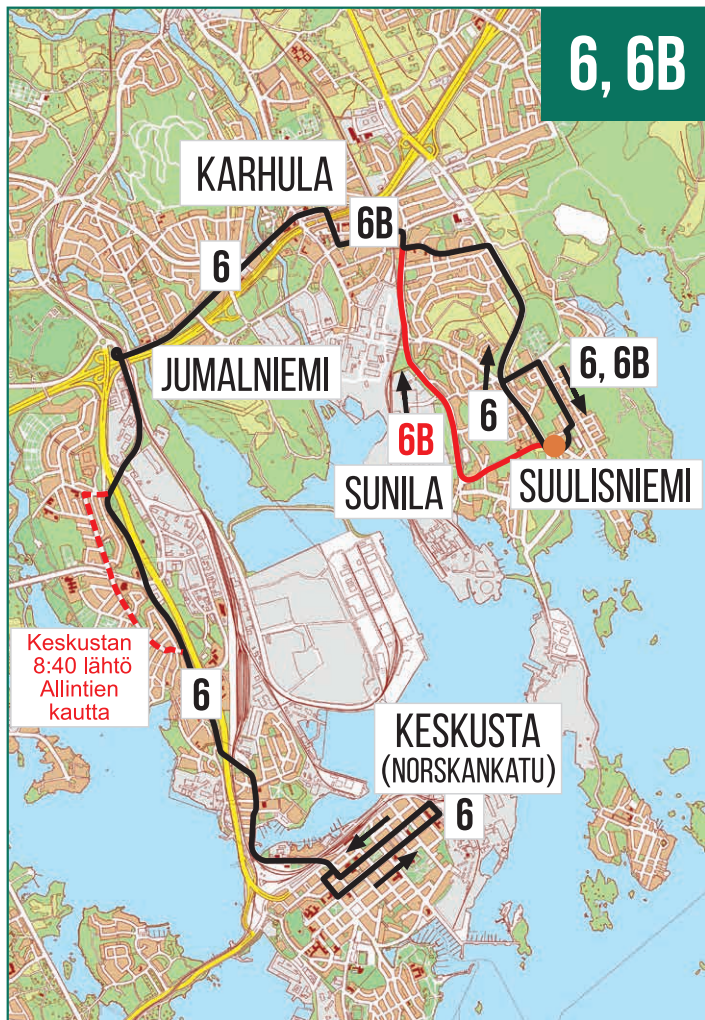 6, 6B
KARHULA
6B
6
JUMALNIEMI
6, 6B
6
6B
SUNILA
SUULISNIEMI
Keskustan
8:40 lähtö
Allintien
kautta
6
KESKUSTA
(NORSKANKATU)
6